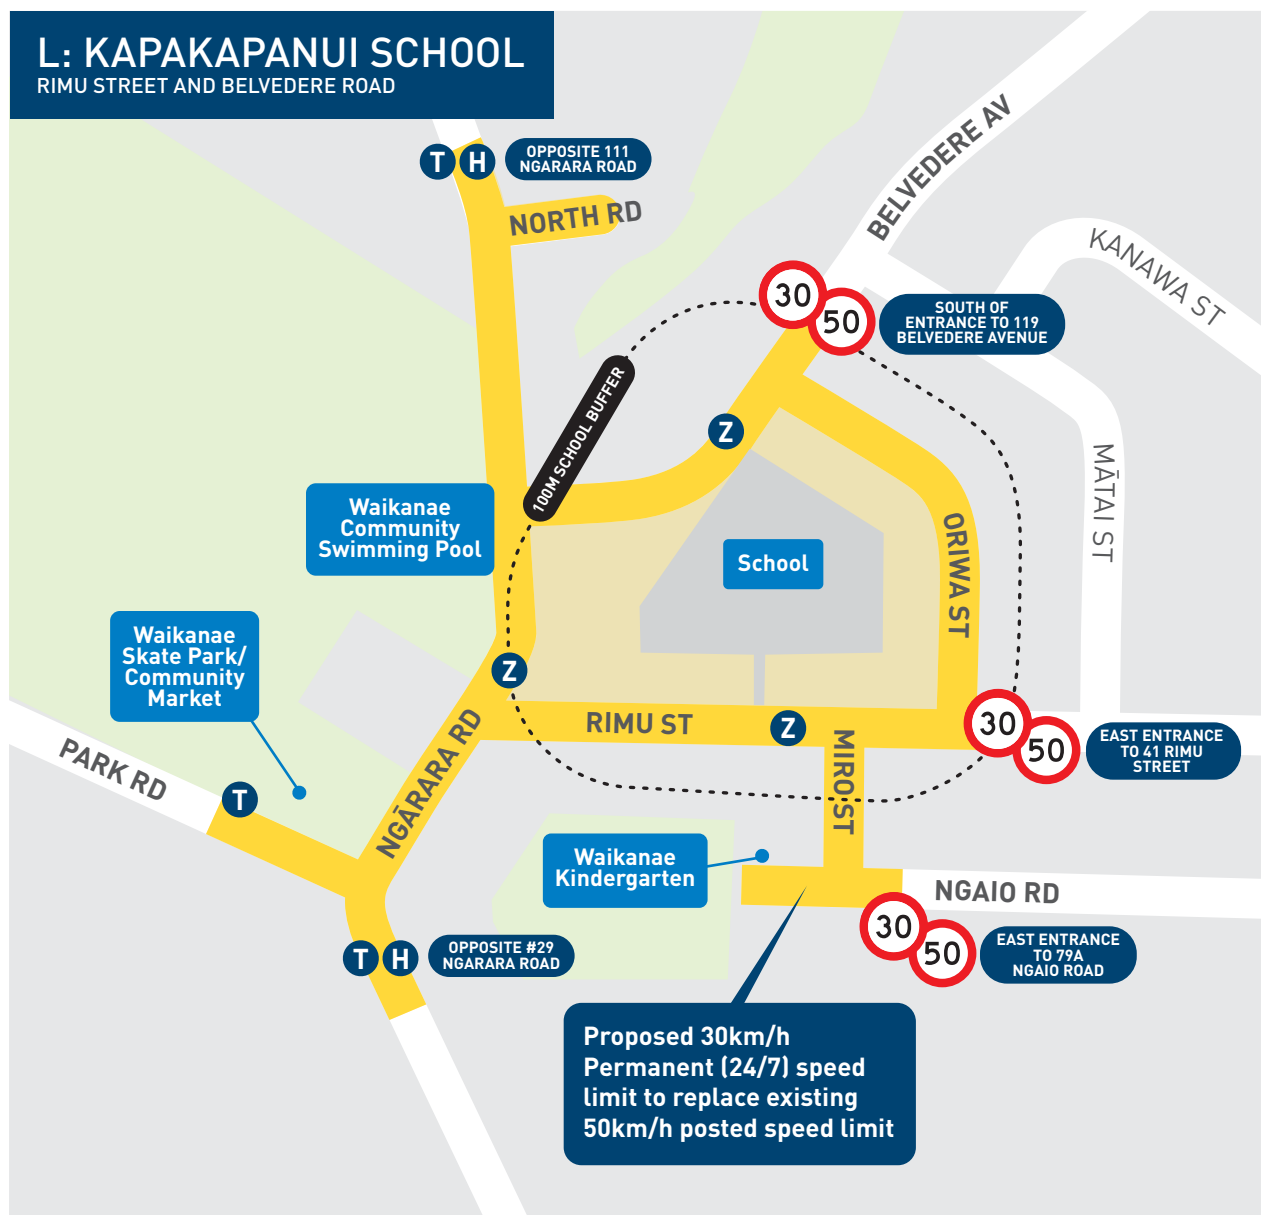 L: KAPAKAPANUI SCHOOL
RIMU STREET AND BELVEDERE ROAD
T
H
OPPOSITE 111
NGARARA ROAD
NORTH RD
BELVEDERE AV
KANAWA ST
30
50
SOUTH OF
ENTRANCE TO 119
BELVEDERE AVENUE
100M SCHOOL BUFFER
Z
MĀTAI ST
Waikanae
Community
Swimming Pool
School
ORIWA ST
Waikanae
Skate Park/
Community
Market
Z
RIMU ST
Z
30
50
EAST ENTRANCE
TO 41 RIMU
STREET
PARK RD
T
NGĀRARA RD
MIRO ST
Waikanae
Kindergarten
NGAIO RD
30
50
EAST ENTRANCE
TO 79A
NGAIO ROAD
T
H
OPPOSITE #29
NGARARA ROAD
Proposed 30km/h
Permanent (24/7) speed
limit to replace existing
50km/h posted speed limit